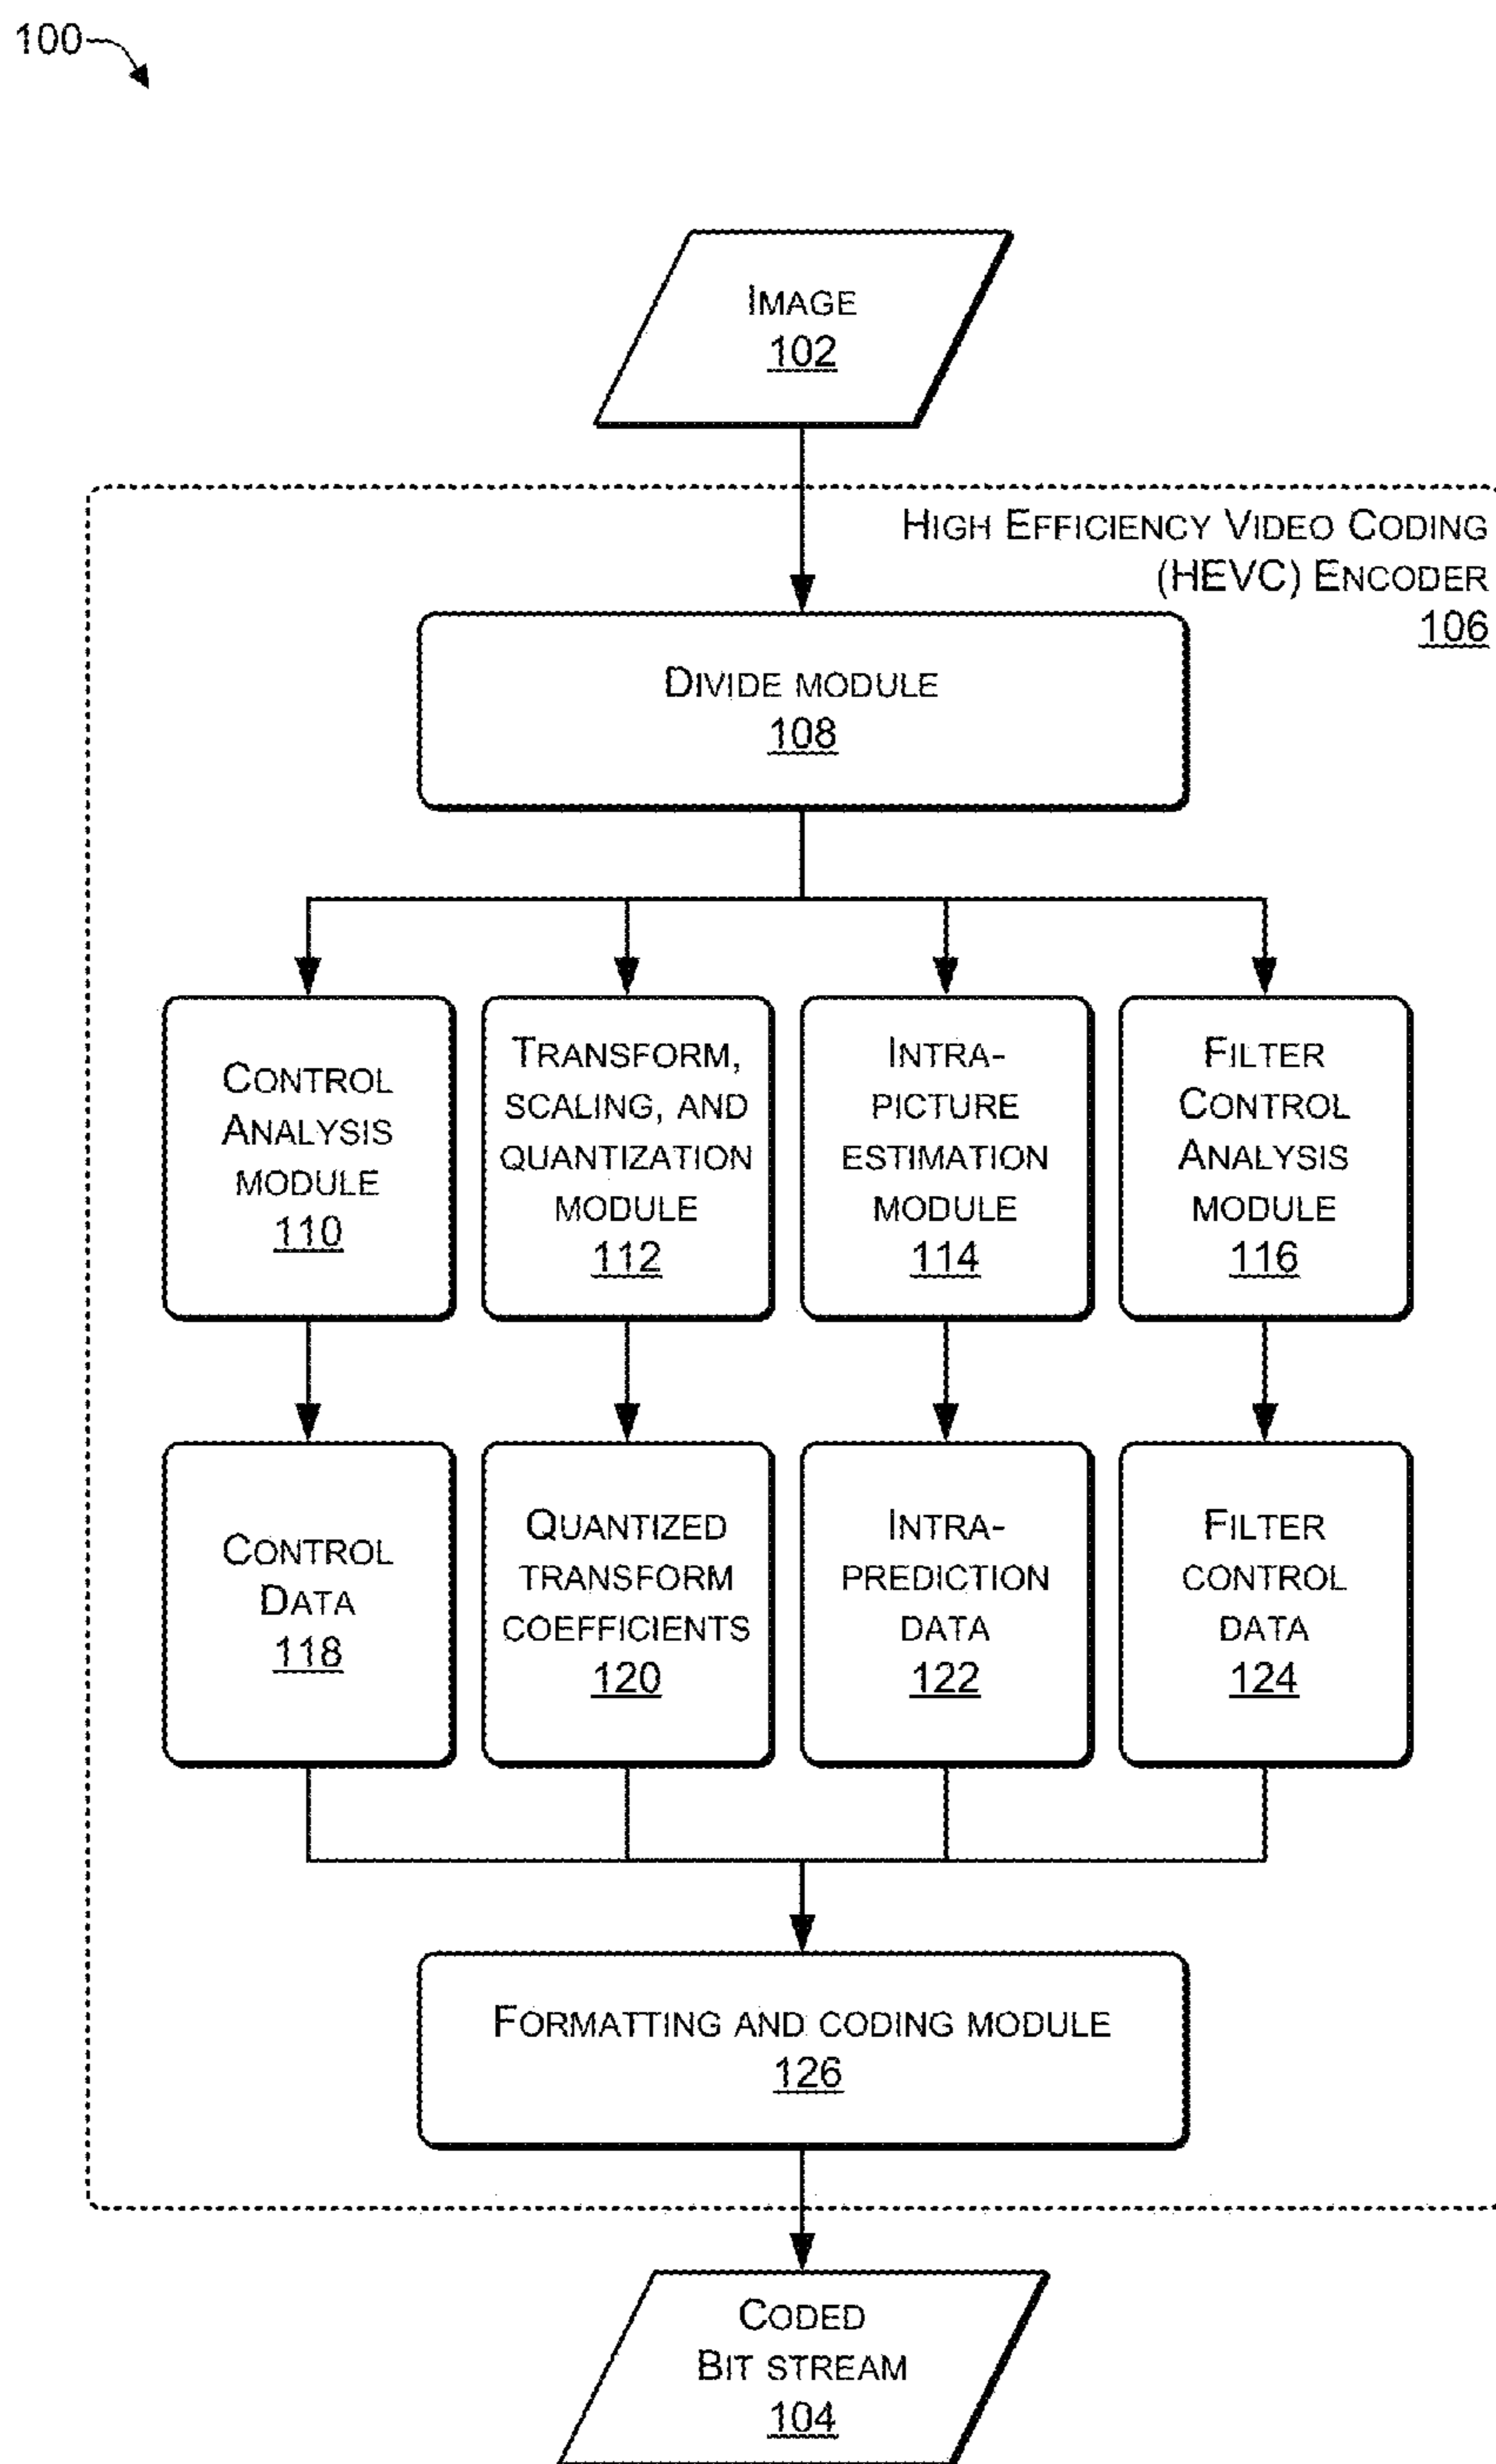 100
IMAGE
102
HIGH EFFICIENCY VIDEO CODING
(HEVC) ENCODER
106
DIVIDE MODULE
108
CONTROL
ANALYSIS
MODULE
110
TRANSFORM,
SCALING, AND
QUANTIZATION
MODULE
112
INTRA-
PICTURE
ESTIMATION
MODULE
114
FILTER
CONTROL
ANALYSIS
MODULE
116
CONTROL
DATA
118
QUANTIZED
TRANSFORM
COEFFICIENTS
120
INTRA-
PREDICTION
DATA
122
FILTER
CONTROL
DATA
124
FORMATTING AND CODING MODULE
126
CODED
BIT STREAM
104